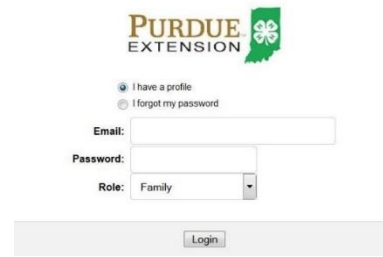 PURDUE
EXTENSION
I have a profile
I forgot my password
Email:
Password:
Role: Family
Login